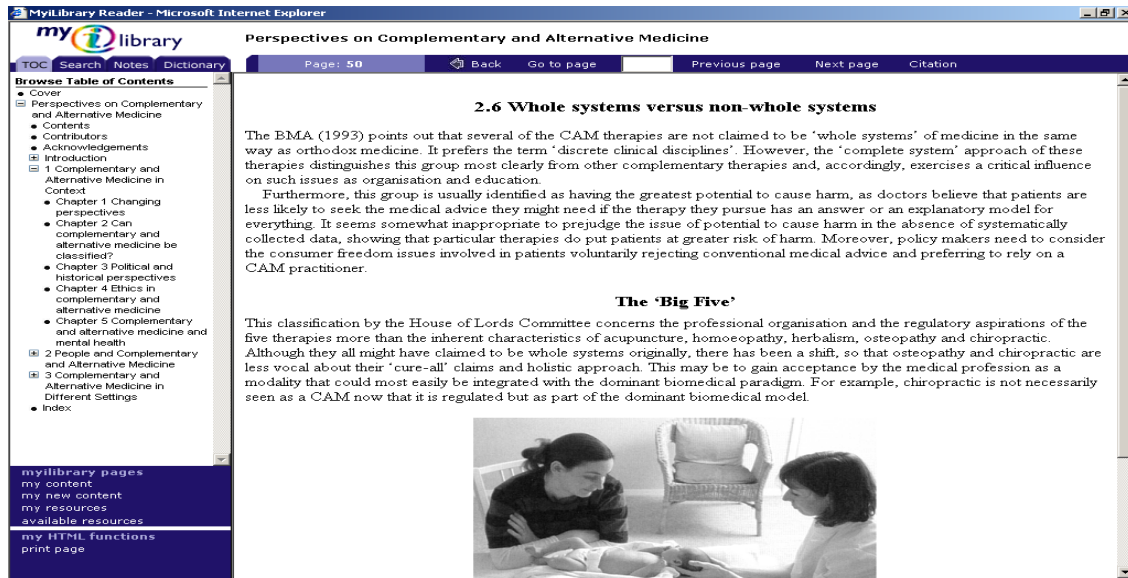 MyiLibrary Reader - Microsoft Internet Explorer
my i library
Perspectives on Complementary and Alternative Medicine
TOC Search Notes Dictionary
Page: 50 Back Go to page Previous page Next page Citation
Browse Table of Contents
Cover
Perspectives on Complementary
and Alternative Medicine
Contents
Contributors
Acknowledgements
Introduction
1 Complementary and
Alternative Medicine in
Context
Chapter 1 Changing
perspectives
Chapter 2 Can
complementary and
alternative medicine be
classified?
Chapter 3 Political and
historical perspectives
Chapter 4 Ethics in
complementary and
alternative medicine
Chapter 5 Complementary
and alternative medicine and
mental health
2 People and Complementary
and Alternative Medicine
3 Complementary and
Alternative Medicine in
Different Settings
Index
myilibrary pages
my content
my new content
my resources
available resources
my HTML functions
print page
2.6 Whole systems versus non-whole systems
The BMA (1993) points out that several of the CAM therapies are not claimed to be ‘whole systems’ of medicine in the same
way as orthodox medicine. It prefers the term ‘discrete clinical disciplines’. However, the ‘complete system’ approach of these
therapies distinguishes this group most clearly from other complementary therapies and, accordingly, exercises a critical influence
on such issues as organisation and education.
Furthermore, this group is usually identified as having the greatest potential to cause harm, as doctors believe that patients are
less likely to seek the medical advice they might need if the therapy they pursue has an answer or an explanatory model for
everything. It seems somewhat inappropriate to prejudge the issue of potential to cause harm in the absence of systematically
collected data, showing that particular therapies do put patients at greater risk of harm. Moreover, policy makers need to consider
the consumer freedom issues involved in patients voluntarily rejecting conventional medical advice and preferring to rely on a
CAM practitioner.
The ‘Big Five’
This classification by the House of Lords Committee concerns the professional organisation and the regulatory aspirations of the
five therapies more than the inherent characteristics of acupuncture, homoeopathy, herbalism, osteopathy and chiropractic.
Although they all might have claimed to be whole systems originally, there has been a shift, so that osteopathy and chiropractic are
less vocal about their ‘cure-all’ claims and holistic approach. This may be to gain acceptance by the medical profession as a
modality that could most easily be integrated with the dominant biomedical paradigm. For example, chiropractic is not necessarily
seen as a CAM now that it is regulated but as part of the dominant biomedical model.